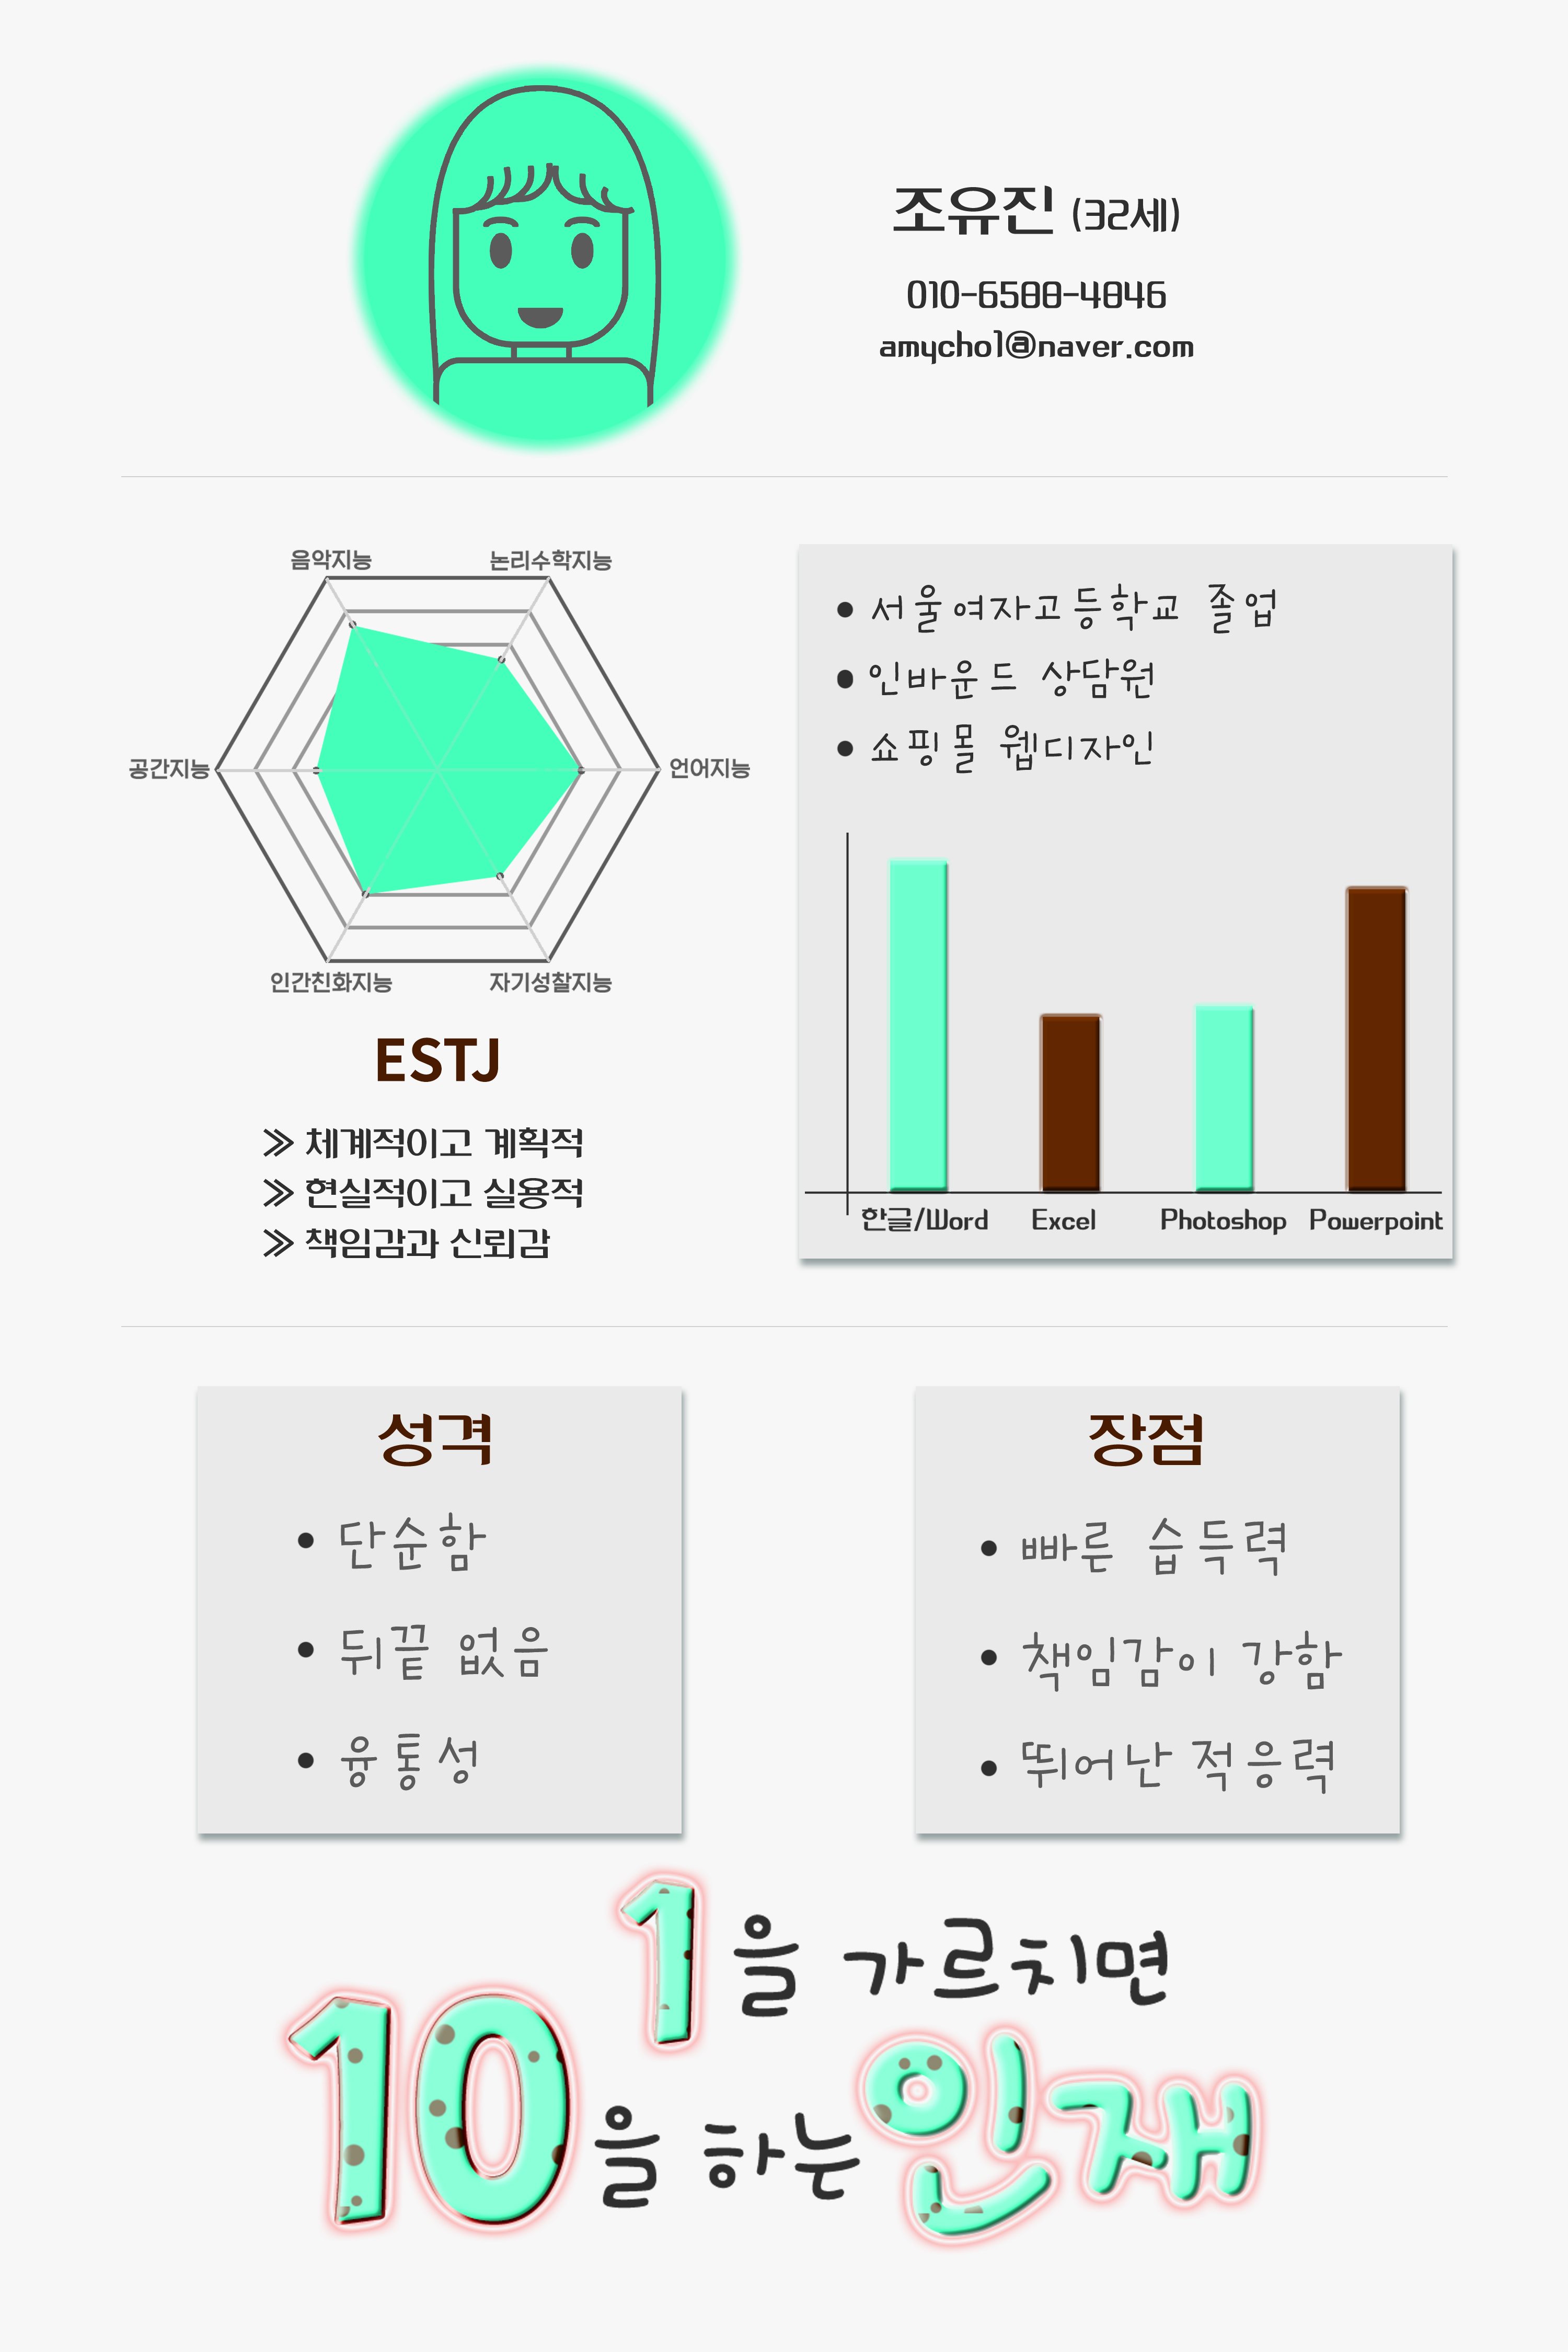 조유진 (32세)
010-6588-4846
amycho1@naver.com
음악지능
논리수학지능
공간지능
언어지능
인간친화지능
자기성찰지능
ESTJ
≫ 체계적이고 계획적
≫ 현실적이고 실용적
≫ 책임감과 신뢰감
• 서울여자고등학교 졸업
• 인바운드 상담원
• 쇼핑몰 웹디자인
한글/Word
Excel
Photoshop
Powerpoint
성격
• 단순함
• 뒤끝 없음
• 융통성
장점
• 빠른 습득력
• 책임감이 강함
• 뛰어난 적응력
1을 가르치면
10을 하는 인재